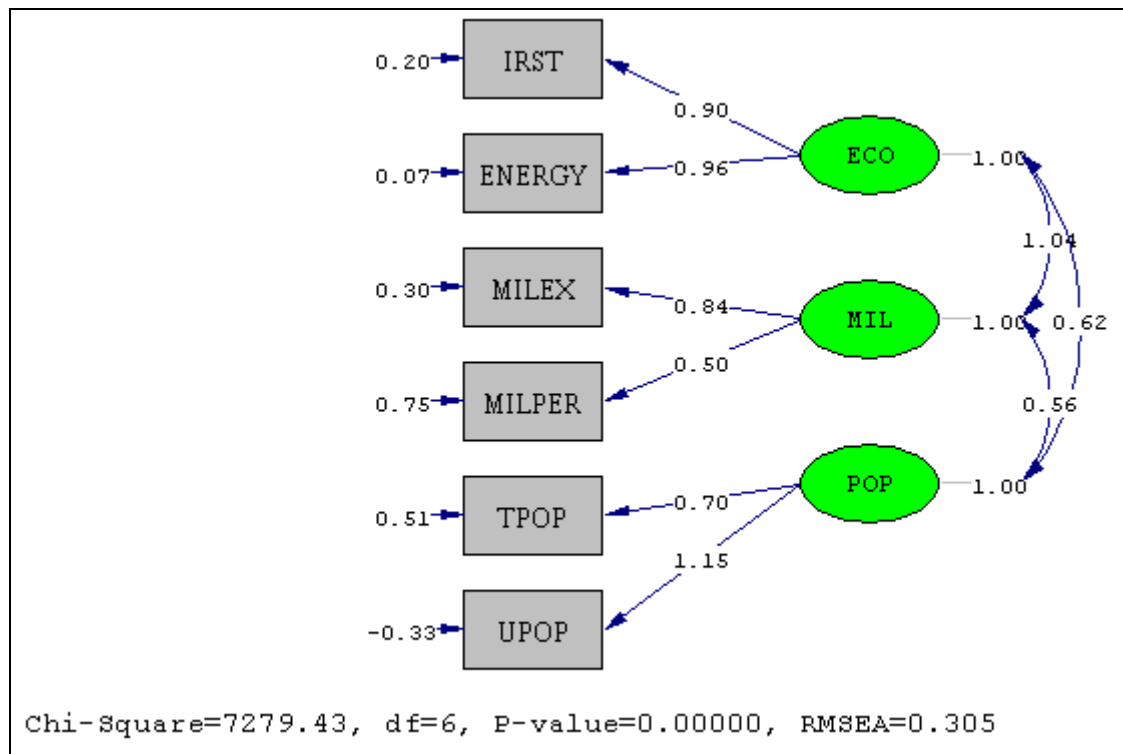 0.20
IRST
0.90
ECO
1.00
ENERGY
0.96
0.07
1.04
MILEX
0.30
0.84
MIL
1.00
0.62
0.50
MILPER
0.75
0.56
POP
1.00
0.70
TPOP
0.51
1.15
UPOP
-0.33
Chi-Square=7279.43, df=6, P-value=0.00000, RMSEA=0.305